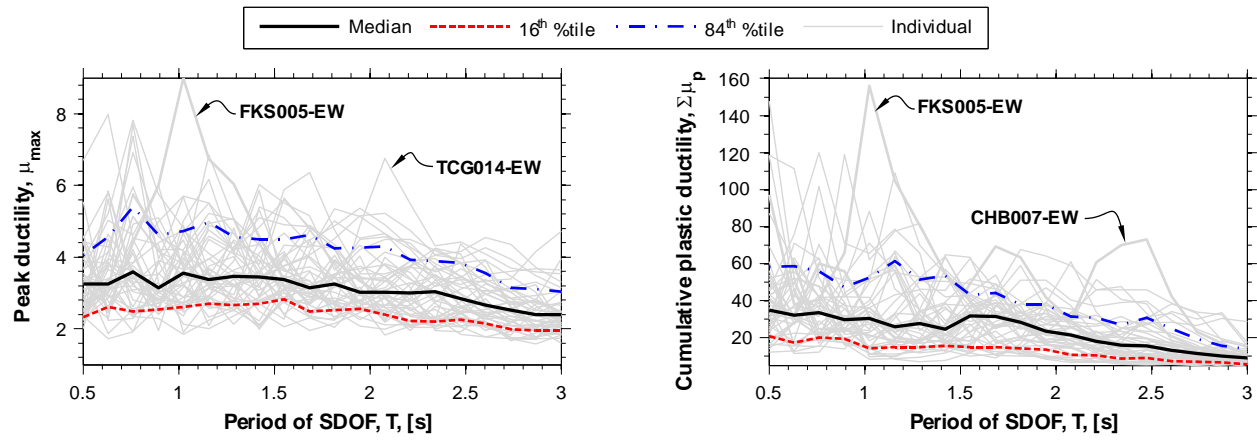 Median 16th %tile 84th %tile Individual
Peak ductility, μmax
8
6
4
2
FKS005-EW
TCG014-EW
0.5 1 1.5 2 2.5 3
Period of SDOF, T, [s]
Cumulative plastic ductility, Σμp
160
140
120
100
80
60
40
20
FKS005-EW
CHB007-EW
0.5 1 1.5 2 2.5 3
Period of SDOF, T, [s]